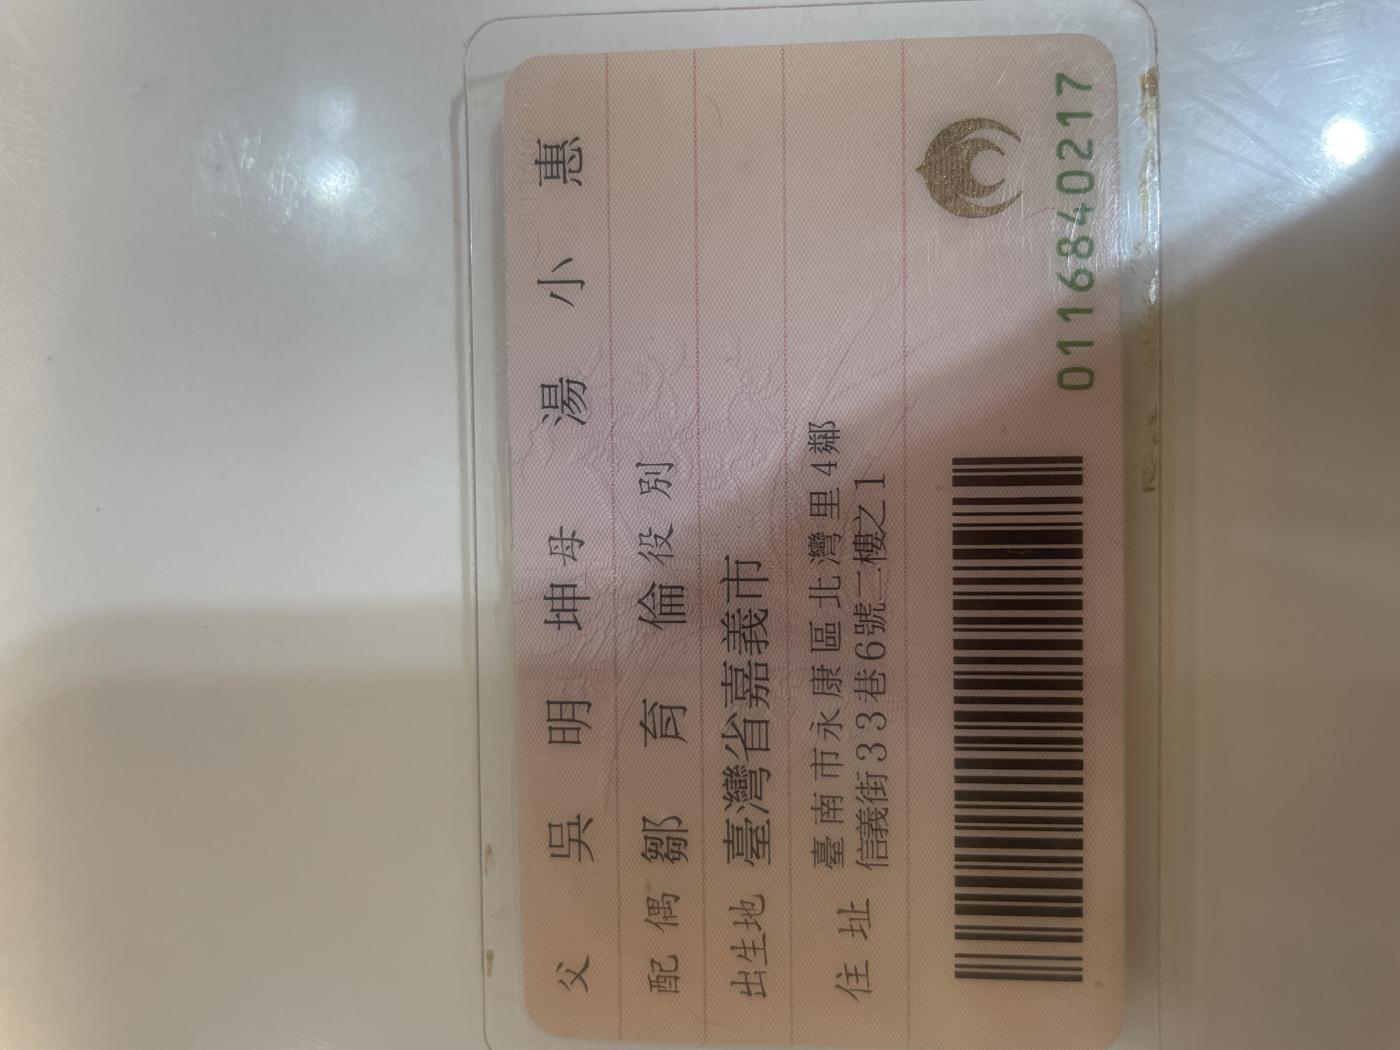 父 吳明坤 母 湯小惠
配偶 鄒育倫 役別
出生地 臺灣省嘉義市
住址 臺南市永康區北灣里4鄰
信義街33巷6號二樓之1
0116840217